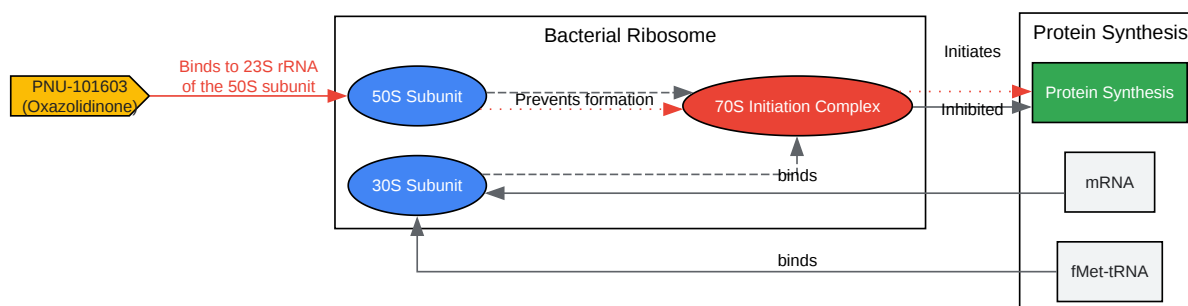 Bacterial Ribosome
Protein Synthesis
PNU-101603
(Oxazolidinone)
Binds to 23S rRNA
of the 50S subunit
50S Subunit
Prevents formation
70S Initiation Complex
Initiates
Inhibited
Protein Synthesis
30S Subunit
binds
mRNA
binds
fMet-tRNA